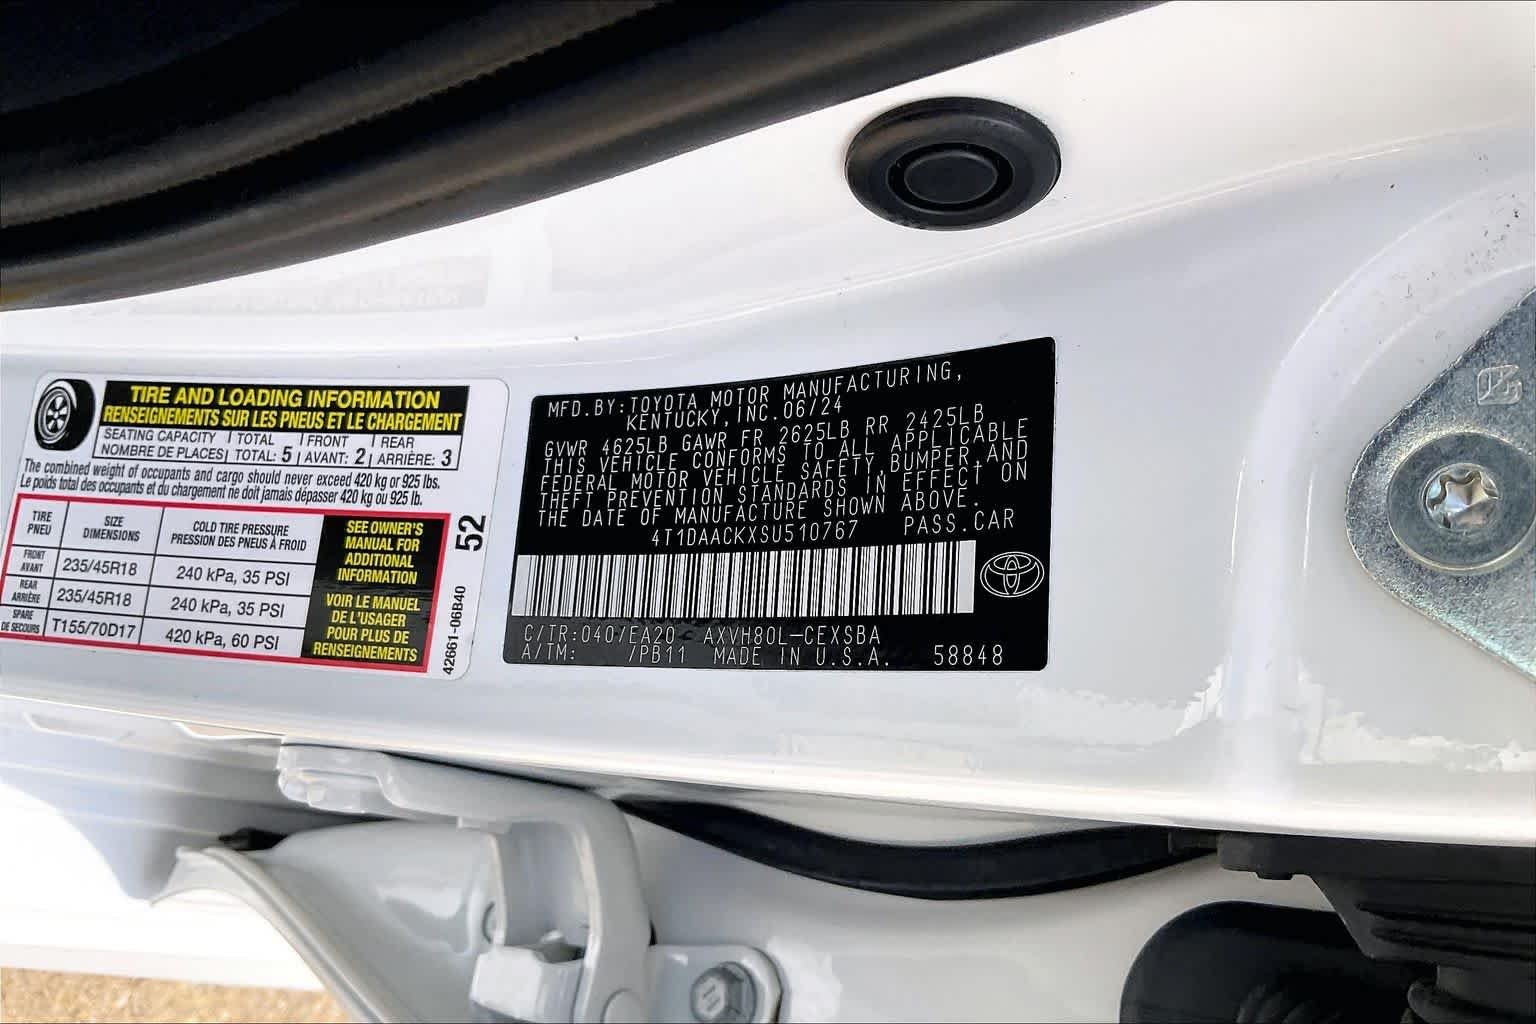 TIRE AND LOADING INFORMATION
RENSEIGNEMENTS SUR LES PNEUS ET LE CHARGEMENT
SEATING CAPACITY TOTAL FRONT REAR
NOMBRE DE PLACES TOTAL: 5 AVANT: 2 ARRIÈRE: 3
The combined weight of occupants and cargo should never exceed 420 kg or 925 lbs.
Le poids total des occupants et du chargement ne doit jamais dépasser 420 kg ou 925 lb.
TIRE
PNEU
SIZE
DIMENSIONS
COLD TIRE PRESSURE
PRESSION DES PNEUS À FROID
FRONT
AVANT
235/45R18
240 kPa, 35 PSI
REAR
ARRIÈRE
235/45R18
240 kPa, 35 PSI
SPARE
DE SECOURS
T155/70D17
420 kPa, 60 PSI
SEE OWNER'S
MANUAL FOR
ADDITIONAL
INFORMATION
VOIR LE MANUEL
DE L'USAGER
POUR PLUS DE
RENSEIGNEMENTS
52
42661-06B40
MFD.BY:TOYOTA MOTOR MANUFACTURING,
KENTUCKY, INC.06/24
GVWR 4625LB GAWR FR 2625LB RR 2425LB
THIS VEHICLE CONFORMS TO ALL APPLICABLE
FEDERAL MOTOR VEHICLE SAFETY,BUMPER,AND
THEFT PREVENTION STANDARDS IN EFFECT ON
THE DATE OF MANUFACTURE SHOWN ABOVE.
4T1DAACKXSU510767 PASS.CAR
C/TR:040/EA20 AXVH80L-CEXSBA
A/TM: /PB11 MADE IN U.S.A. 58848